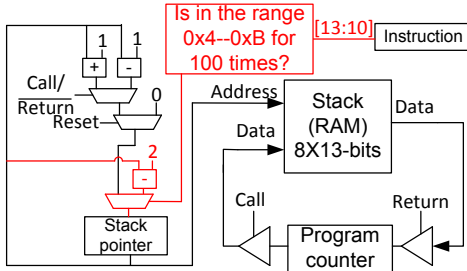 Is in the range
0x4--0xB for
100 times?
[13:10]
Instruction
1
1
+
-
Call/
Return
0
Reset
Address
Stack
(RAM)
8X13-bits
Data
Data
2
-
Call
Return
Stack
pointer
Program
counter